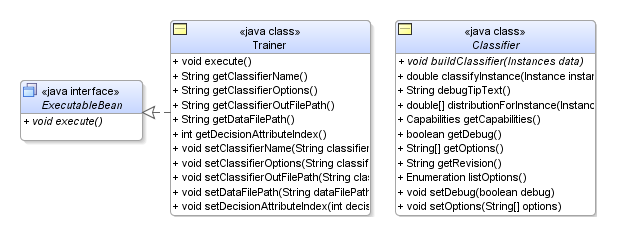 «java interface»
ExecutableBean
+ void execute()
«java class»
Trainer
+ void execute()
+ String getClassifierName()
+ String getClassifierOptions()
+ String getClassifierOutFilePath()
+ String getDataFilePath()
+ int getDecisionAttributeIndex()
+ void setClassifierName(String classifier
+ void setClassifierOptions(String classif
+ void setClassifierOutFilePath(String clas
+ void setDataFilePath(String dataFilePath
+ void setDecisionAttributeIndex(int decis
«java class»
Classifier
+ void buildClassifier(Instances data)
+ double classifyInstance(Instance instan
+ String debugTipText()
+ double[] distributionForInstance(Instanc
+ Capabilities getCapabilities()
+ boolean getDebug()
+ String[] getOptions()
+ String getRevision()
+ Enumeration listOptions()
+ void setDebug(boolean debug)
+ void setOptions(String[] options)